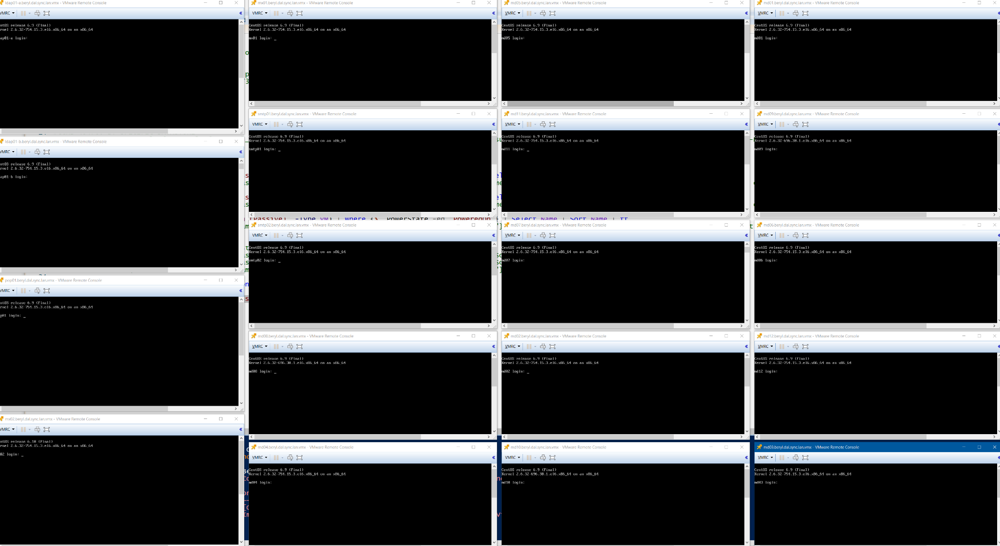 ldap01-a.beryl.dal.sync.lan.vmx - VMware Remote Console
VMRC
ntOS release 6.9 (Final)
rnel 2.6.32-754.15.3.el6.x86_64 on an x86_64
ap01-a login:
ldap01-b.beryl.dal.sync.lan.vmx - VMware Remote Console
VMRC
ntOS release 6.9 (Final)
rnel 2.6.32-754.15.3.el6.x86_64 on an x86_64
ap01-b login:
pop01.beryl.dal.sync.lan.vmx - VMware Remote Console
VMRC
ntOS release 6.9 (Final)
rnel 2.6.32-754.15.3.el6.x86_64 on an x86_64
p01 login: _
mx02.beryl.dal.sync.lan.vmx - VMware Remote Console
VMRC
ntOS release 6.10 (Final)
rnel 2.6.32-754.15.3.el6.x86_64 on an x86_64
02 login: _
mx01.beryl.dal.sync.lan.vmx - VMware Remote Console
VMRC
CentOS release 6.9 (Final)
Kernel 2.6.32-754.15.3.el6.x86_64 on an x86_64
mx01 login: _
smtp01.beryl.dal.sync.lan.vmx - VMware Remote Console
VMRC
CentOS release 6.9 (Final)
Kernel 2.6.32-754.15.3.el6.x86_64 on an x86_64
smtp01 login: _
(Passive)" -Type VM) | where {$_.PowerState -eq "PoweredOn"} | Select Name | Sort Name | ft
smtp02.beryl.dal.sync.lan.vmx - VMware Remote Console
VMRC
CentOS release 6.9 (Final)
Kernel 2.6.32-754.15.3.el6.x86_64 on an x86_64
smtp02 login: _
md08.beryl.dal.sync.lan.vmx - VMware Remote Console
VMRC
CentOS release 6.9 (Final)
Kernel 2.6.32-696.30.1.el6.x86_64 on an x86_64
md08 login: _
md04.beryl.dal.sync.lan.vmx - VMware Remote Console
VMRC
CentOS release 6.9 (Final)
Kernel 2.6.32-754.15.3.el6.x86_64 on an x86_64
md04 login:
md05.beryl.dal.sync.lan.vmx - VMware Remote Console
VMRC
CentOS release 6.9 (Final)
Kernel 2.6.32-754.15.3.el6.x86_64 on an x86_64
md05 login:
md11.beryl.dal.sync.lan.vmx - VMware Remote Console
VMRC
CentOS release 6.9 (Final)
Kernel 2.6.32-754.15.3.el6.x86_64 on an x86_64
md11 login: _
md07.beryl.dal.sync.lan.vmx - VMware Remote Console
VMRC
CentOS release 6.9 (Final)
Kernel 2.6.32-754.15.3.el6.x86_64 on an x86_64
md07 login:
md02.beryl.dal.sync.lan.vmx - VMware Remote Console
VMRC
CentOS release 6.9 (Final)
Kernel 2.6.32-754.15.3.el6.x86_64 on an x86_64
md02 login: _
md10.beryl.dal.sync.lan.vmx - VMware Remote Console
VMRC
CentOS release 6.9 (Final)
Kernel 2.6.32-696.30.1.el6.x86_64 on an x86_64
md10 login:
md01.beryl.dal.sync.lan.vmx - VMware Remote Console
VMRC
CentOS release 6.9 (Final)
Kernel 2.6.32-754.15.3.el6.x86_64 on an x86_64
md01 login:
md09.beryl.dal.sync.lan.vmx - VMware Remote Console
VMRC
CentOS release 6.9 (Final)
Kernel 2.6.32-696.30.1.el6.x86_64 on an x86_64
md09 login:
md06.beryl.dal.sync.lan.vmx - VMware Remote Console
VMRC
CentOS release 6.9 (Final)
Kernel 2.6.32-754.15.3.el6.x86_64 on an x86_64
md06 login:
md12.beryl.dal.sync.lan.vmx - VMware Remote Console
VMRC
CentOS release 6.9 (Final)
Kernel 2.6.32-754.15.3.el6.x86_64 on an x86_64
md12 login:
md03.beryl.dal.sync.lan.vmx - VMware Remote Console
VMRC
CentOS release 6.9 (Final)
Kernel 2.6.32-754.15.3.el6.x86_64 on an x86_64
md03 login: